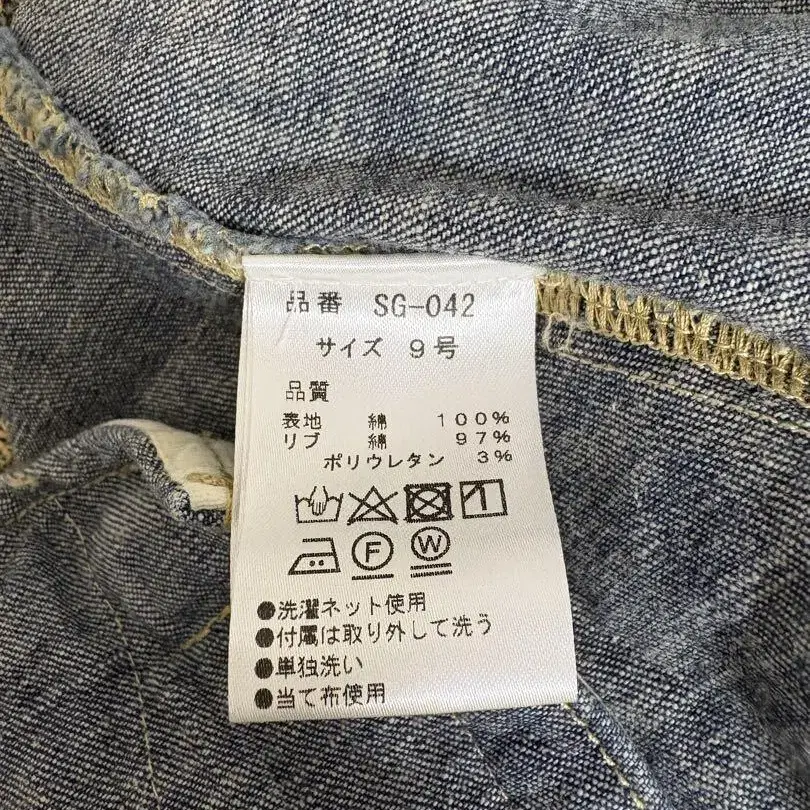 品番 SG-042
サイズ 9号
品質
表地 綿 100%
リブ 綿 97%
ポリウレタン 3%
F W
●洗濯ネット使用
●付属は取り外して洗う
●単独洗い
●当て布使用